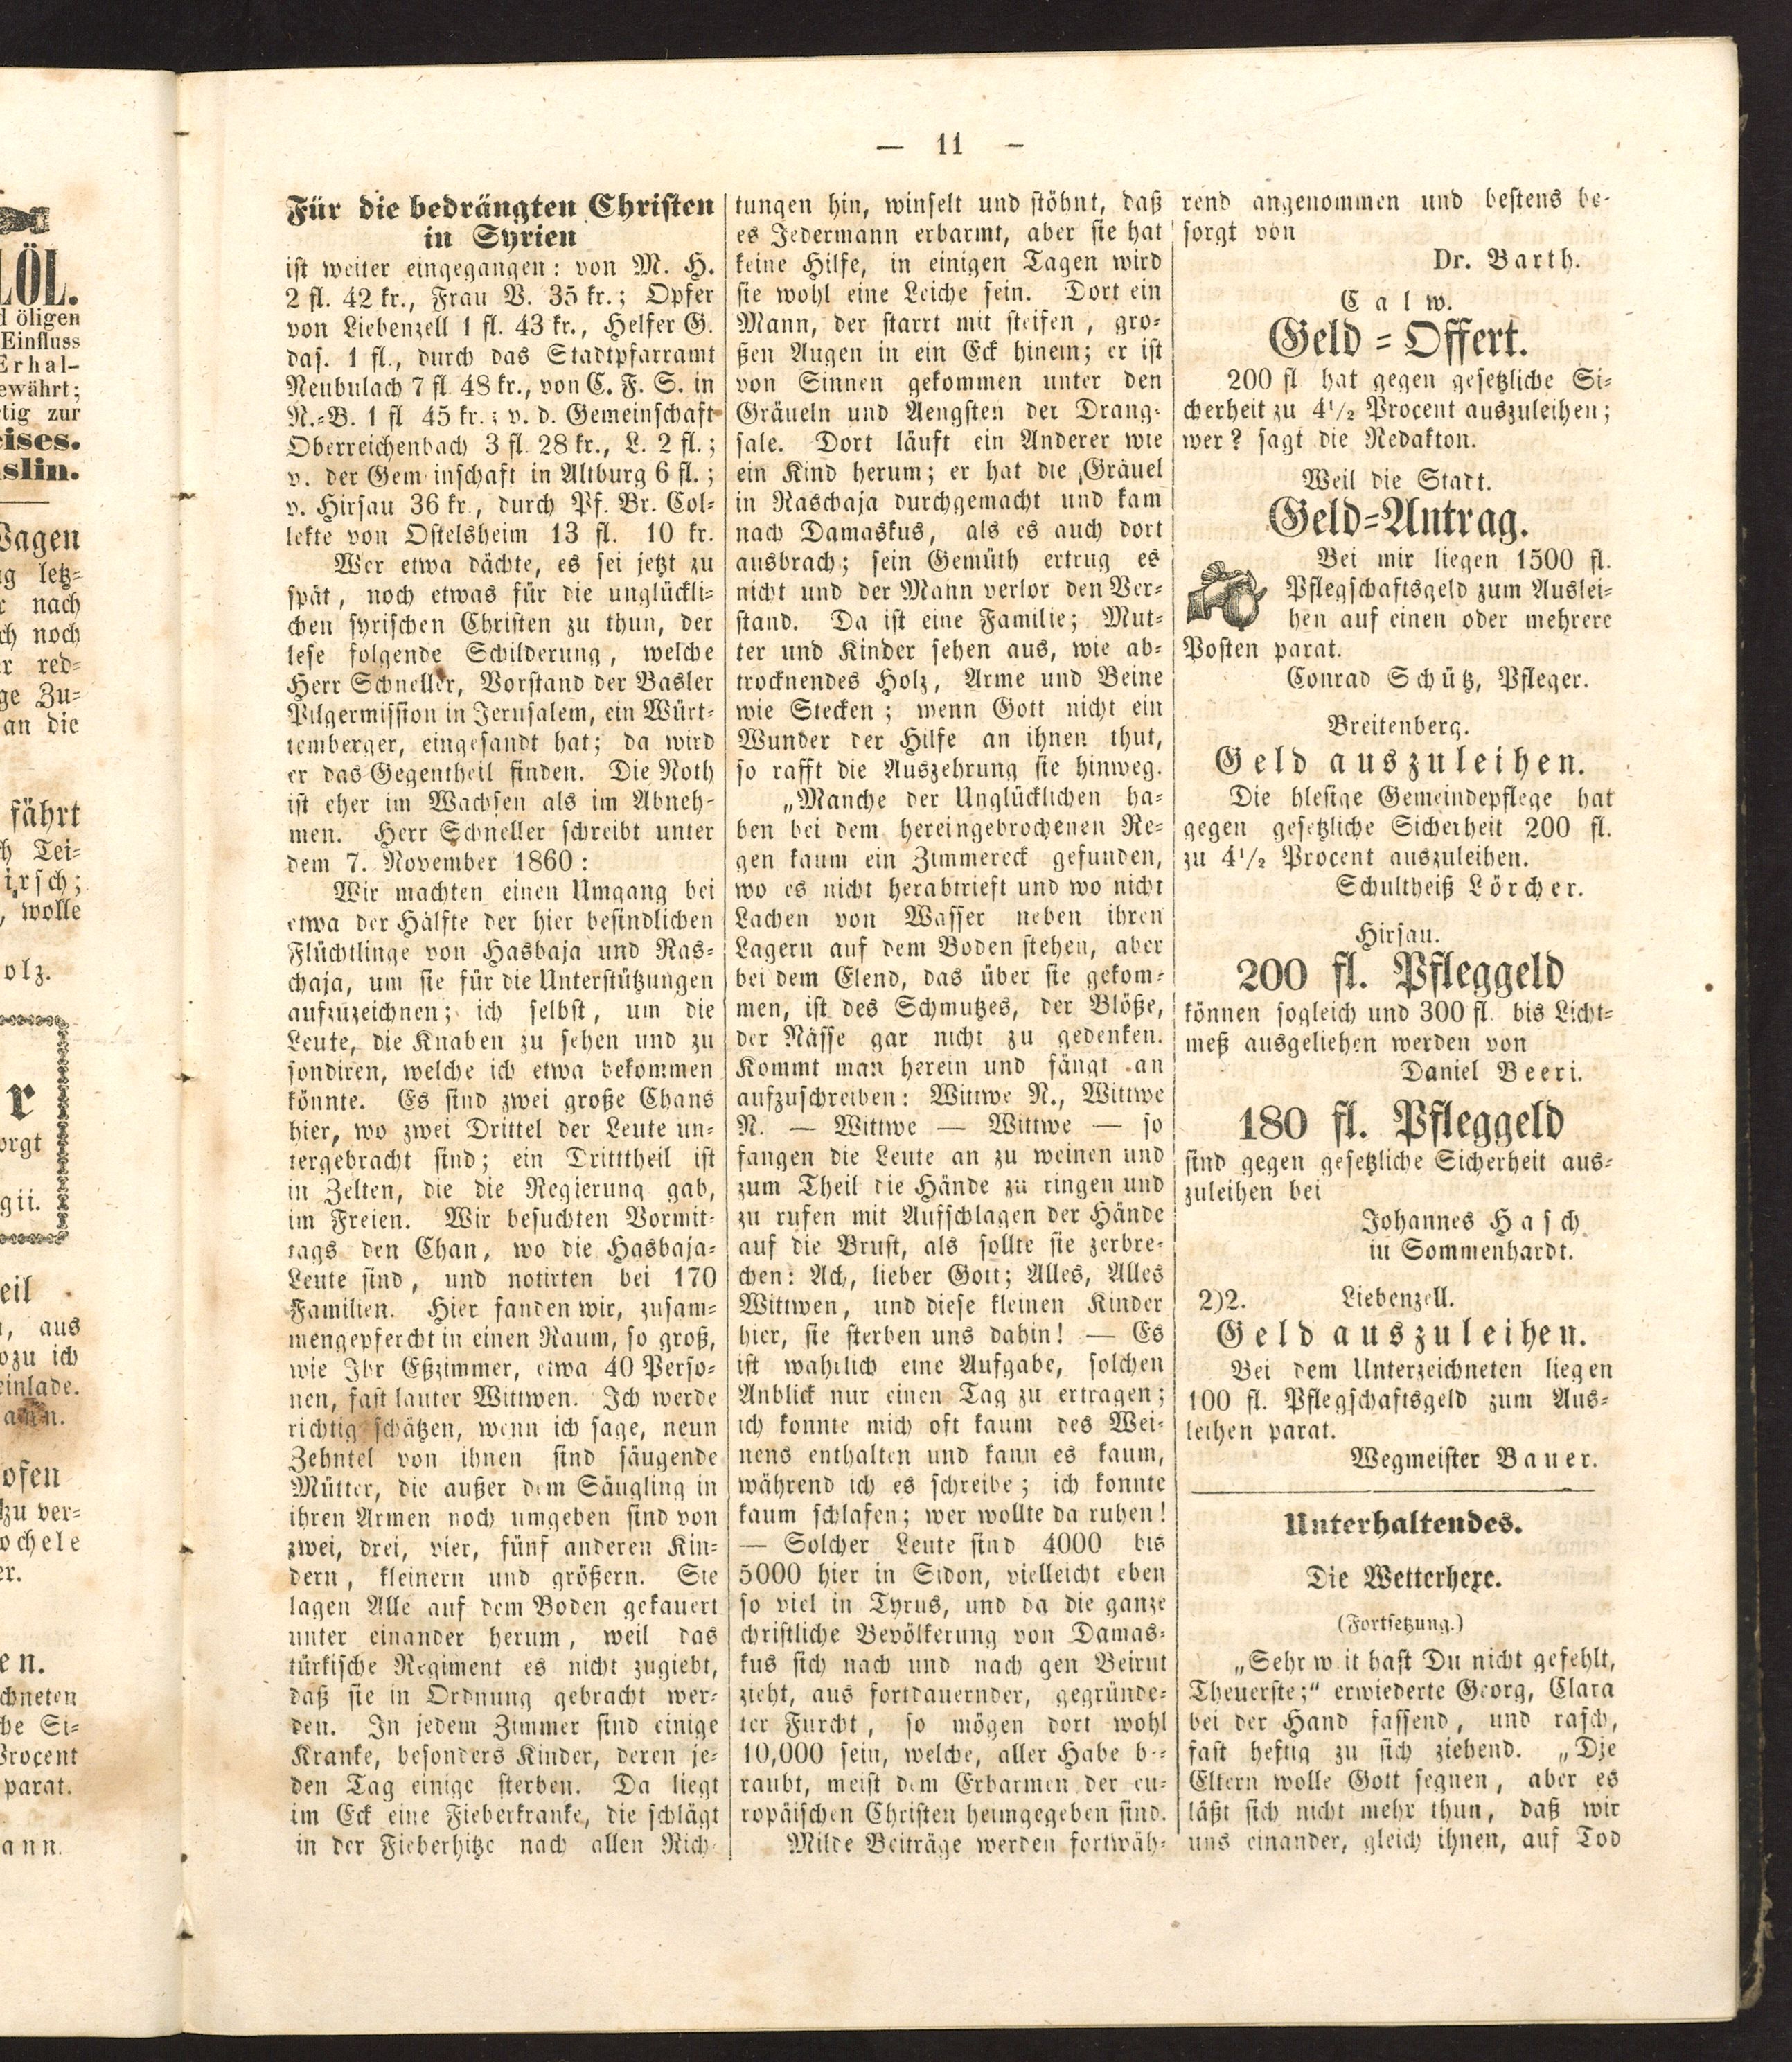 — 11 —
Für die bedrängten Christen
in Syrien
ist weiter eingegangen: von M. H.
2 fl. 42 kr., Frau V. 35 kr.; Opfer
von Liebenzell 1 fl. 43 kr., Helfer G.
das. 1 fl., durch das Stadtpfarramt
Neubulach 7 fl. 48 kr., von C. F. S. in
N.-B. 1 fl 45 kr.; v. d. Gemeinschaft
Oberreichenbach 3 fl. 28 kr., L. 2 fl.;
v. der Gem inschaft in Altburg 6 fl.;
v. Hirsau 36 kr., durch Pf. Br. Col-
lekte von Ostelsheim 13 fl. 10 kr.
Wer etwa dächte, es sei jetzt zu
spät, noch etwas für die unglückli-
chen syrischen Christen zu thun, der
lese folgende Schilderung, welche
Herr Schneller, Vorstand der Basler
Pilgermission in Jerusalem, ein Würt-
temberger, eingesandt hat; da wird
er das Gegentheil finden. Die Noth
ist eher im Wachsen als im Abneh-
men. Herr Schneller schreibt unter
dem 7. November 1860:
Wir machten einen Umgang bei
etwa der Hälfte der hier befindlichen
Flüchtlinge von Hasbaja und Ras-
chaja, um sie für die Unterstützungen
aufzuzeichnen; ich selbst, um die
Leute, die Knaben zu sehen und zu
sondiren, welche ich etwa bekommen
könnte. Es sind zwei große Chans
hier, wo zwei Drittel der Leute un-
tergebracht sind; ein Dritttheil ist
in Zelten, die die Regierung gab,
im Freien. Wir besuchten Vormit-
tags den Chan, wo die Hasbaja-
Leute sind, und notirten bei 170
Familien. Hier fanden wir, zusam-
mengepfercht in einen Raum, so groß,
wie Ihr Eßzimmer, etwa 40 Perso-
nen, fast lauter Wittwen. Ich werde
richtig schätzen, wenn ich sage, neun
Zehntel von ihnen sind säugende
Mütter, die außer dem Säugling in
ihren Armen noch umgeben sind von
zwei, drei, vier, fünf anderen Kin-
dern, kleinern und größern. Sie
lagen Alle auf dem Boden gekauert
unter einander herum, weil das
türkische Regiment es nicht zugiebt,
daß sie in Ordnung gebracht wer-
den. In jedem Zimmer sind einige
Kranke, besonders Kinder, deren je-
den Tag einige sterben. Da liegt
im Eck eine Fieberkranke, die schlägt
in der Fieberhitze nach allen Rich-
tungen hin, winselt und stöhnt, daß
es Jedermann erbarmt, aber sie hat
keine Hilfe, in einigen Tagen wird
sie wohl eine Leiche sein. Dort ein
Mann, der starrt mit steifen, gro-
ßen Augen in ein Eck hinein; er ist
von Sinnen gekommen unter den
Gräueln und Aengsten der Drang-
sale. Dort läuft ein Anderer wie
ein Kind herum; er hat die Gräuel
in Raschaja durchgemacht und kam
nach Damaskus, als es auch dort
ausbrach; sein Gemüth ertrug es
nicht und der Mann verlor den Ver-
stand. Da ist eine Familie; Mut-
ter und Kinder sehen aus, wie ab-
trocknendes Holz, Arme und Beine
wie Stecken; wenn Gott nicht ein
Wunder der Hilfe an ihnen thut,
so rafft die Auszehrung sie hinweg.
„Manche der Unglücklichen ha-
ben bei dem hereingebrochenen Re-
gen kaum ein Zimmereck gefunden,
wo es nicht herabtrieft und wo nicht
Lachen von Wasser neben ihren
Lagern auf dem Boden stehen, aber
bei dem Elend, das über sie gekom-
men, ist des Schmutzes, der Blöße,
der Nässe gar nicht zu gedenken.
Kommt man herein und fängt an
aufzuschreiben: Wittwe N., Wittwe
N. — Wittwe — Wittwe — so
fangen die Leute an zu weinen und
zum Theil die Hände zu ringen und
zu rufen mit Aufschlagen der Hände
auf die Brust, als sollte sie zerbre-
chen: Ach, lieber Gott; Alles, Alles
Wittwen, und diese kleinen Kinder
hier, sie sterben uns dahin! — Es
ist wahrlich eine Aufgabe, solchen
Anblick nur einen Tag zu ertragen;
ich konnte mich oft kaum des Wei-
nens enthalten und kann es kaum,
während ich es schreibe; ich konnte
kaum schlafen; wer wollte da ruhen!
— Solcher Leute sind 4000 bis
5000 hier in Sidon, vielleicht eben
so viel in Tyrus, und da die ganze
christliche Bevölkerung von Damas-
kus sich nach und nach gen Beirut
zieht, aus fortdauernder, gegründe-
ter Furcht, so mögen dort wohl
10,000 sein, welche, aller Habe be-
raubt, meist dem Erbarmen der eu-
ropäischen Christen heimgegeben sind.
Milde Beiträge werden fortwäh-
rend angenommen und bestens be-
sorgt von
Dr. Barth.
Calw.
Geld-Offert.
200 fl hat gegen gesetzliche Si-
cherheit zu 4½ Procent auszuleihen;
wer? sagt die Redakton.
Weil die Stadt.
Geld-Antrag.
Bei mir liegen 1500 fl.
Pflegschaftsgeld zum Auslei-
hen auf einen oder mehrere
Posten parat.
Conrad Schütz, Pfleger.
Breitenberg.
Geld auszuleihen.
Die hlesige Gemeindepflege hat
gegen gesetzliche Sicherheit 200 fl.
zu 4½ Procent auszuleihen.
Schultheiß Lörcher.
Hirsau.
200 fl. Pfleggeld
können sogleich und 300 fl. bis Licht-
meß ausgeliehen werden von
Daniel Beeri.
180 fl. Pfleggeld
sind gegen gesetzliche Sicherheit aus-
zuleihen bei
Johannes Hasch
in Sommenhardt.
2)2. Liebenzell.
Geld auszuleihen.
Bei dem Unterzeichneten liegen
100 fl. Pflegschaftsgeld zum Aus-
leihen parat.
Wegmeister Bauer.
Unterhaltendes.
Die Wetterhexe.
(Fortsetzung.)
„Sehr w it hast Du nicht gefehlt,
Theuerste;“ erwiederte Georg, Clara
bei der Hand fassend, und rasch,
fast heftig zu sich ziehend. „Die
Eltern wolle Gott segnen, aber es
läßt sich nicht mehr thun, daß wir
uns einander, gleich ihnen, auf Tod